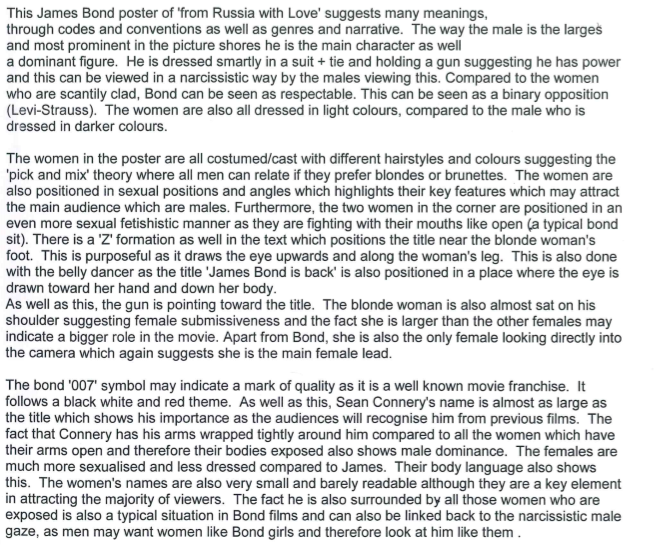 This James Bond poster of 'from Russia with Love' suggests many meanings,
through codes and conventions as well as genres and narrative. The way the male is the larges
and most prominent in the picture shores he is the main character as well
a dominant figure. He is dressed smartly in a suit + tie and holding a gun suggesting he has power
and this can be viewed in a narcissistic way by the males viewing this. Compared to the women
who are scantily clad, Bond can be seen as respectable. This can be seen as a binary opposition
(Levi-Strauss). The women are also all dressed in light colours, compared to the male who is
dressed in darker colours.

The women in the poster are all costumed/cast with different hairstyles and colours suggesting the
'pick and mix' theory where all men can relate if they prefer blondes or brunettes. The women are
also positioned in sexual positions and angles which highlights their key features which may attract
the main audience which are males. Furthermore, the two women in the corner are positioned in an
even more sexual fetishistic manner as they are fighting with their mouths like open (a typical bond
sit). There is a 'Z' formation as well in the text which positions the title near the blonde woman's
foot. This is purposeful as it draws the eye upwards and along the woman's leg. This is also done
with the belly dancer as the title 'James Bond is back' is also positioned in a place where the eye is
drawn toward her hand and down her body.
As well as this, the gun is pointing toward the title. The blonde woman is also almost sat on his
shoulder suggesting female submissiveness and the fact she is larger than the other females may
indicate a bigger role in the movie. Apart from Bond, she is also the only female looking directly into
the camera which again suggests she is the main female lead.

The bond '007' symbol may indicate a mark of quality as it is a well known movie franchise. It
follows a black white and red theme. As well as this, Sean Connery's name is almost as large as
the title which shows his importance as the audiences will recognise him from previous films. The
fact that Connery has his arms wrapped tightly around him compared to all the women which have
their arms open and therefore their bodies exposed also shows male dominance. The females are
much more sexualised and less dressed compared to James. Their body language also shows
this. The women's names are also very small and barely readable although they are a key element
in attracting the majority of viewers. The fact he is also surrounded by all those women who are
exposed is also a typical situation in Bond films and can also be linked back to the narcissistic male
gaze, as men may want women like Bond girls and therefore look at him like them .